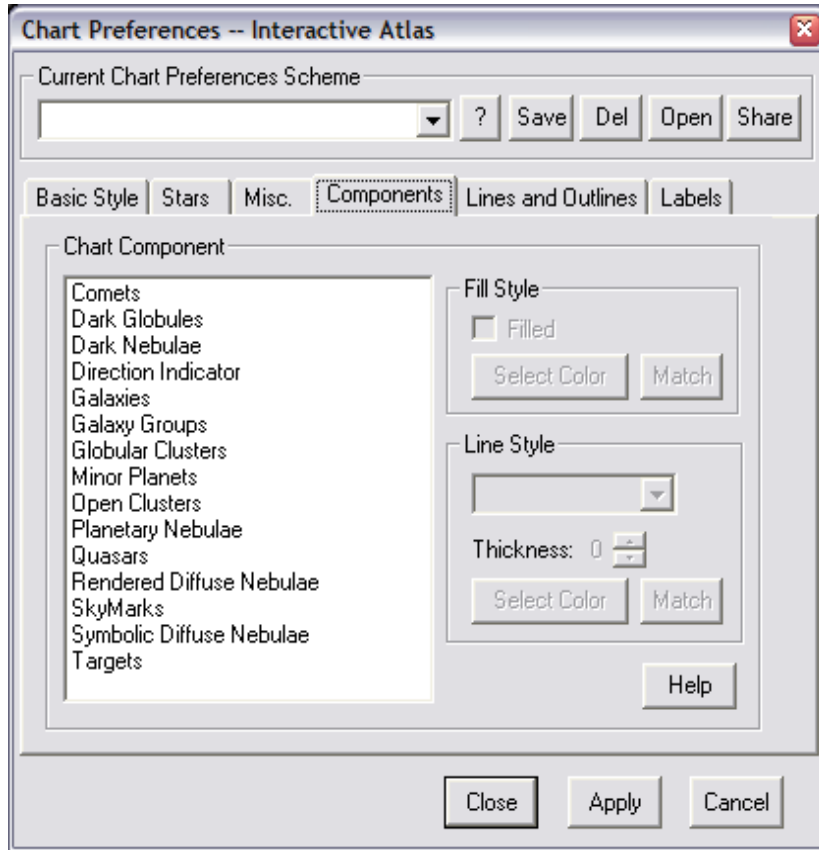 Chart Preferences -- Interactive Atlas
Current Chart Preferences Scheme
? Save Del Open Share
Basic Style Stars Misc. Components Lines and Outlines Labels
Chart Component
Comets
Dark Globules
Dark Nebulae
Direction Indicator
Galaxies
Galaxy Groups
Globular Clusters
Minor Planets
Open Clusters
Planetary Nebulae
Quasars
Rendered Diffuse Nebulae
SkyMarks
Symbolic Diffuse Nebulae
Targets
Fill Style
Filled
Select Color Match
Line Style
Thickness: 0
Select Color Match
Help
Close Apply Cancel